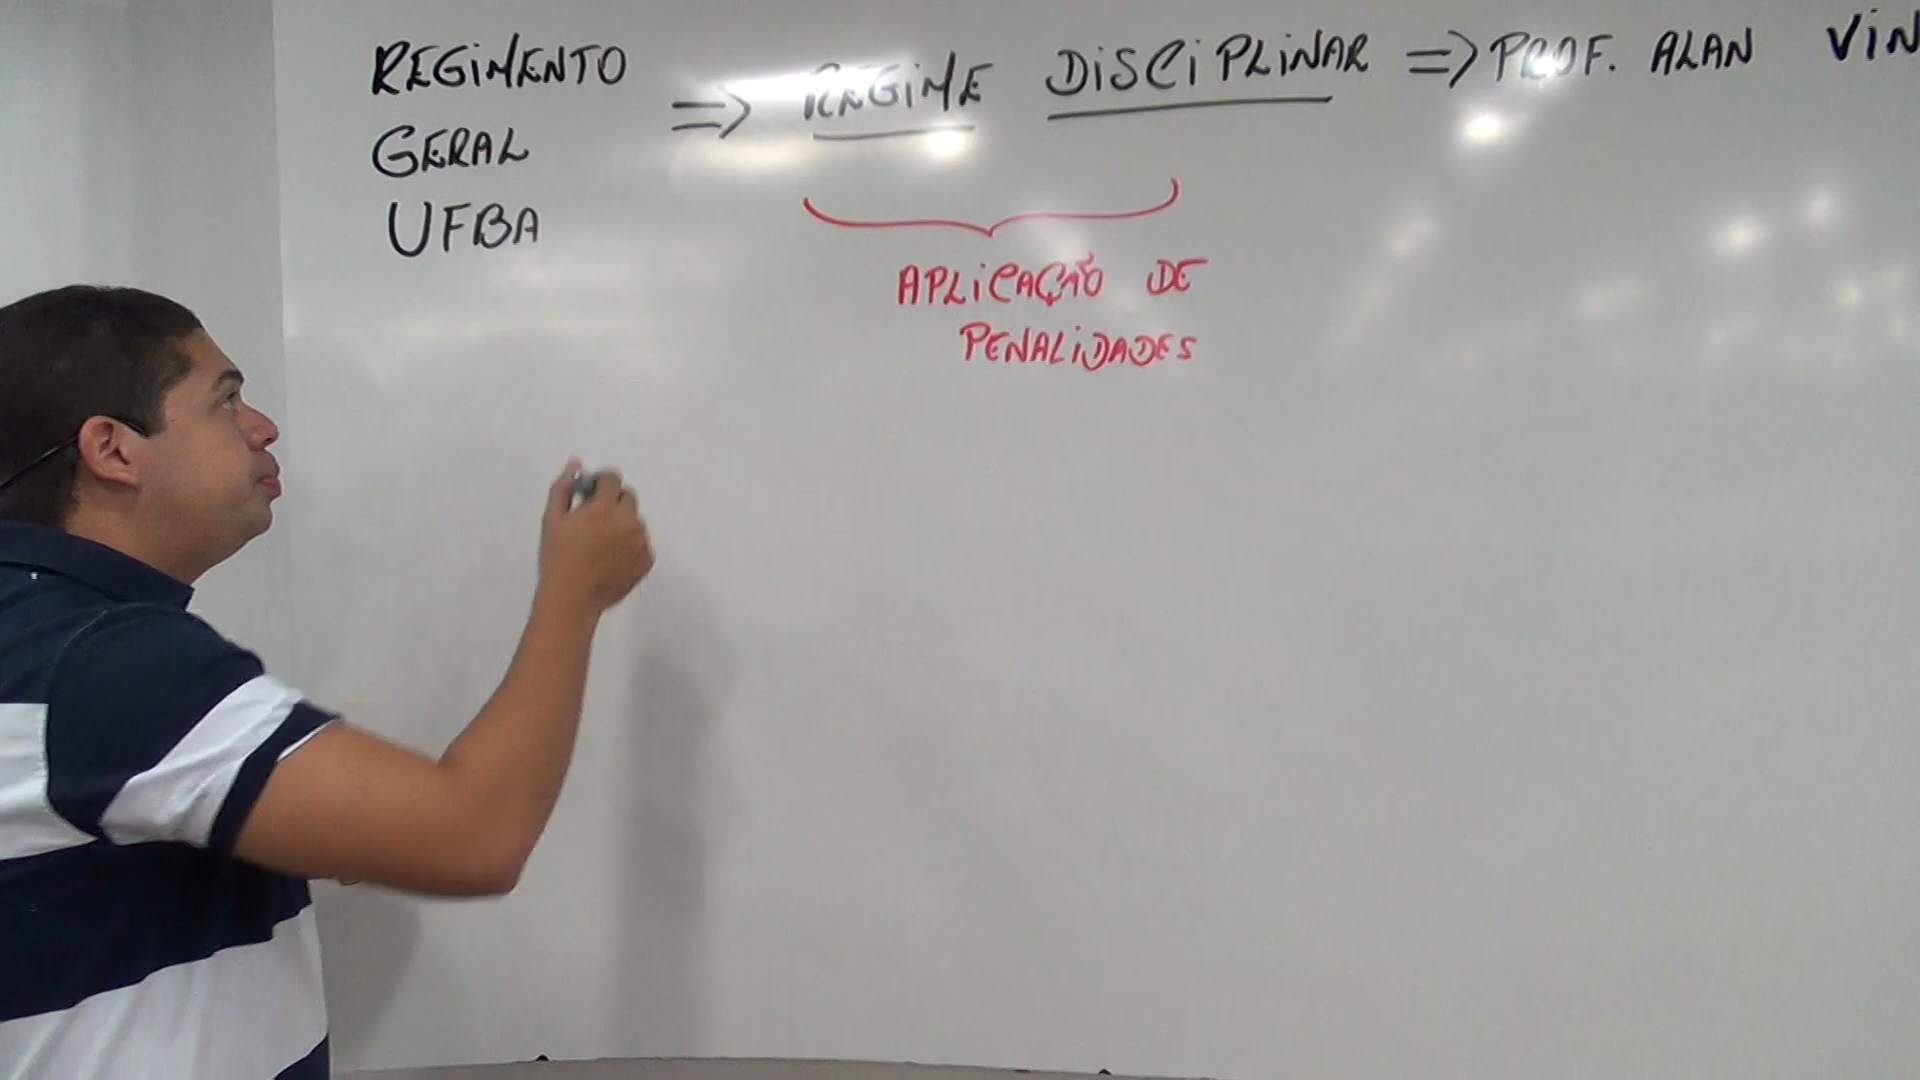 REGIMENTO
GERAL
UFBA
=> REGIME DISCIPLINAR => PROF. ALAN VIN
APLICAÇÃO DE
PENALIDADES